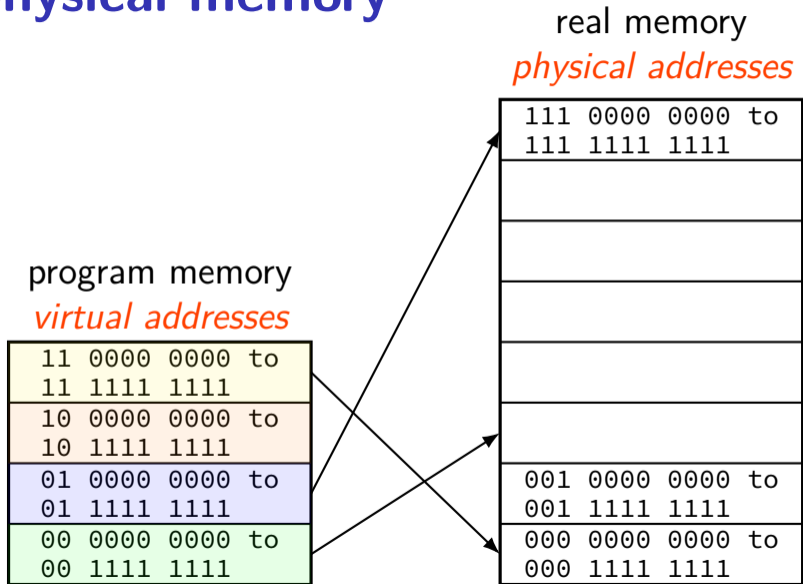 hysical memory
real memory
physical addresses
111 0000 0000 to
111 1111 1111
program memory
virtual addresses
11 0000 0000 to
11 1111 1111
10 0000 0000 to
10 1111 1111
01 0000 0000 to
01 1111 1111
00 0000 0000 to
00 1111 1111
001 0000 0000 to
001 1111 1111
000 0000 0000 to
000 1111 1111